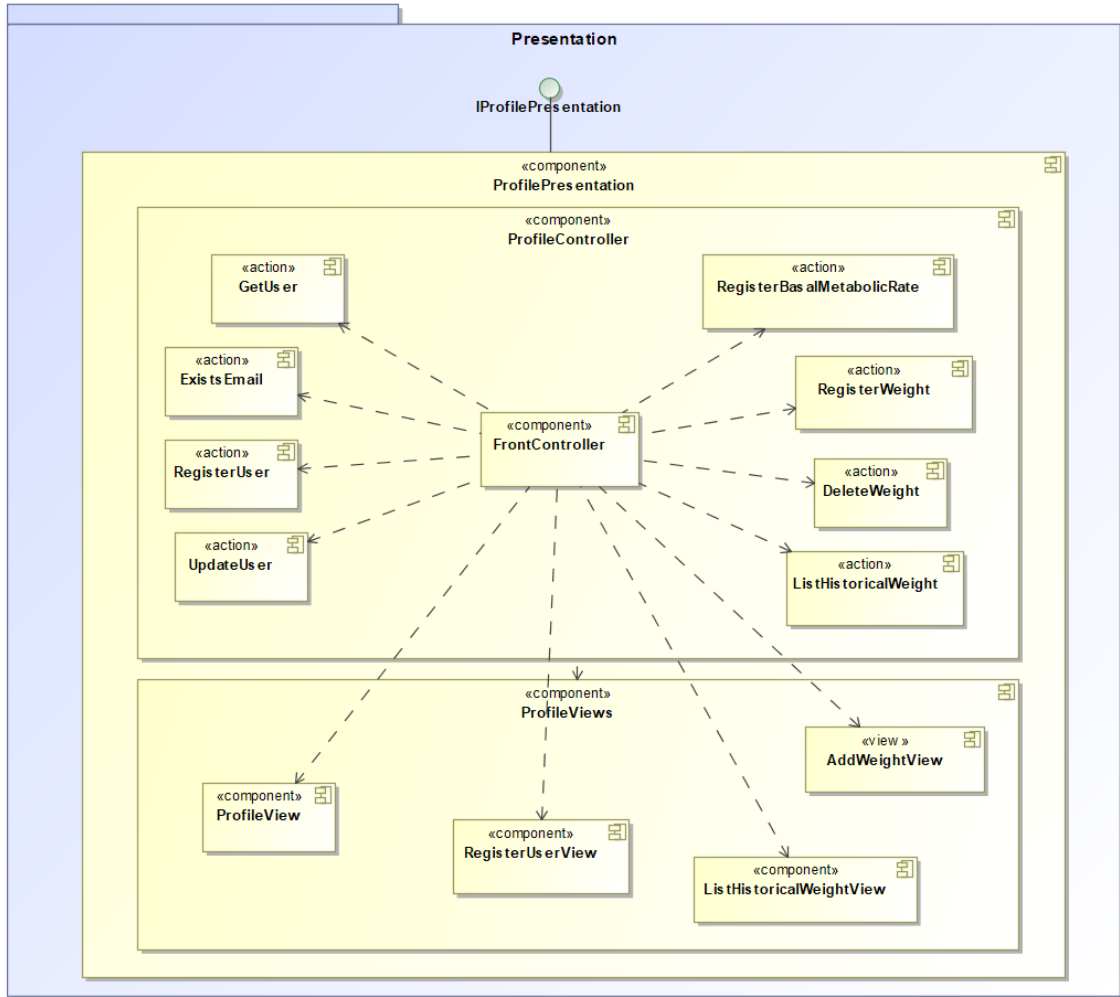 Presentation
IProfilePresentation
«component»
ProfilePresentation
«component»
ProfileController
«action»
GetUser
«action»
RegisterBasalMetabolicRate
«action»
ExistsEmail
«action»
RegisterWeight
«component»
FrontController
«action»
RegisterUser
«action»
DeleteWeight
«action»
UpdateUser
«action»
ListHistoricalWeight
«component»
ProfileViews
«view »
AddWeightView
«component»
ProfileView
«component»
RegisterUserView
«component»
ListHistoricalWeightView